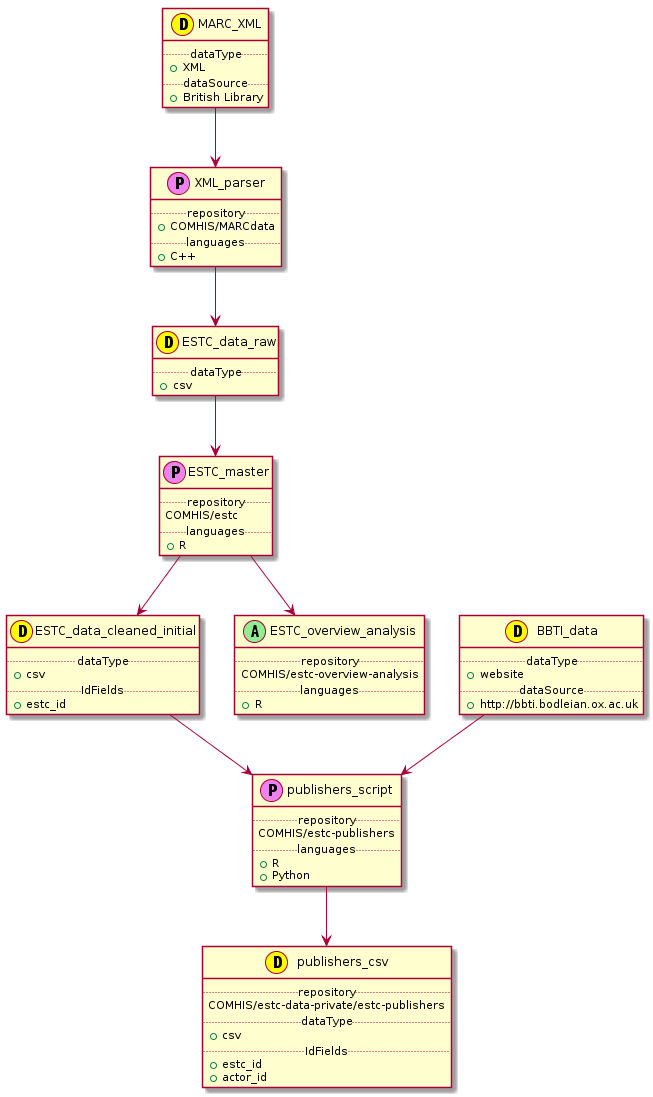 D MARC_XML
dataType
XML
dataSource
British Library
P XML_parser
repository
COMHIS/MARCdata
languages
C++
D ESTC_data_raw
dataType
csv
P ESTC_master
repository
COMHIS/estc
languages
R
D ESTC_data_cleaned_initial
dataType
csv
IdFields
estc_id
A ESTC_overview_analysis
repository
COMHIS/estc-overview-analysis
languages
R
D BBTI_data
dataType
website
dataSource
http://bbti.bodleian.ox.ac.uk
P publishers_script
repository
COMHIS/estc-publishers
languages
R
Python
D publishers_csv
repository
COMHIS/estc-data-private/estc-publishers
dataType
csv
IdFields
estc_id
actor_id